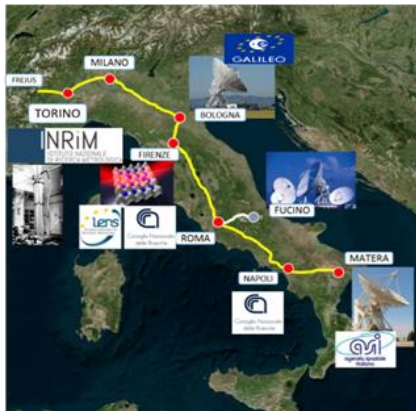 GALILEO
MILANO
FREJUS
TORINO
BOLOGNA
INRiM
ISTITUTO NAZIONALE
DI RICERCA METROLOGICA
FIRENZE
FUCINO
Lens
Consiglio Nazionale
delle Ricerche
ROMA
NAPOLI
MATERA
Consiglio Nazionale
delle Ricerche
asi
agenzia spaziale
italiana